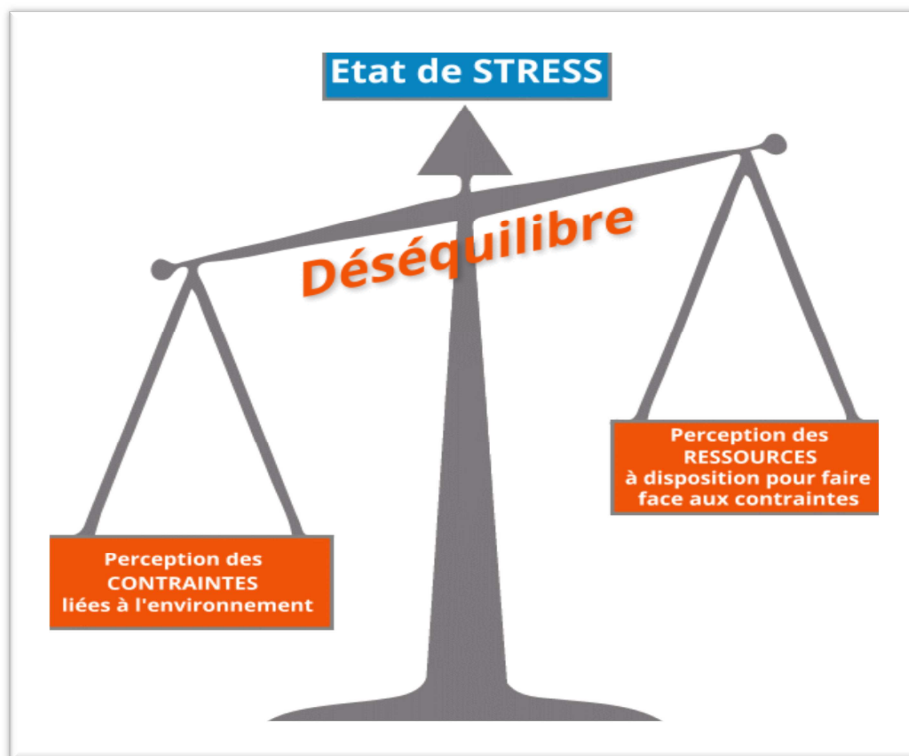 Etat de STRESS
Déséquilibre
Perception des
RESSOURCES
à disposition pour faire
face aux contraintes
Perception des
CONTRAINTES
liées à l'environnement